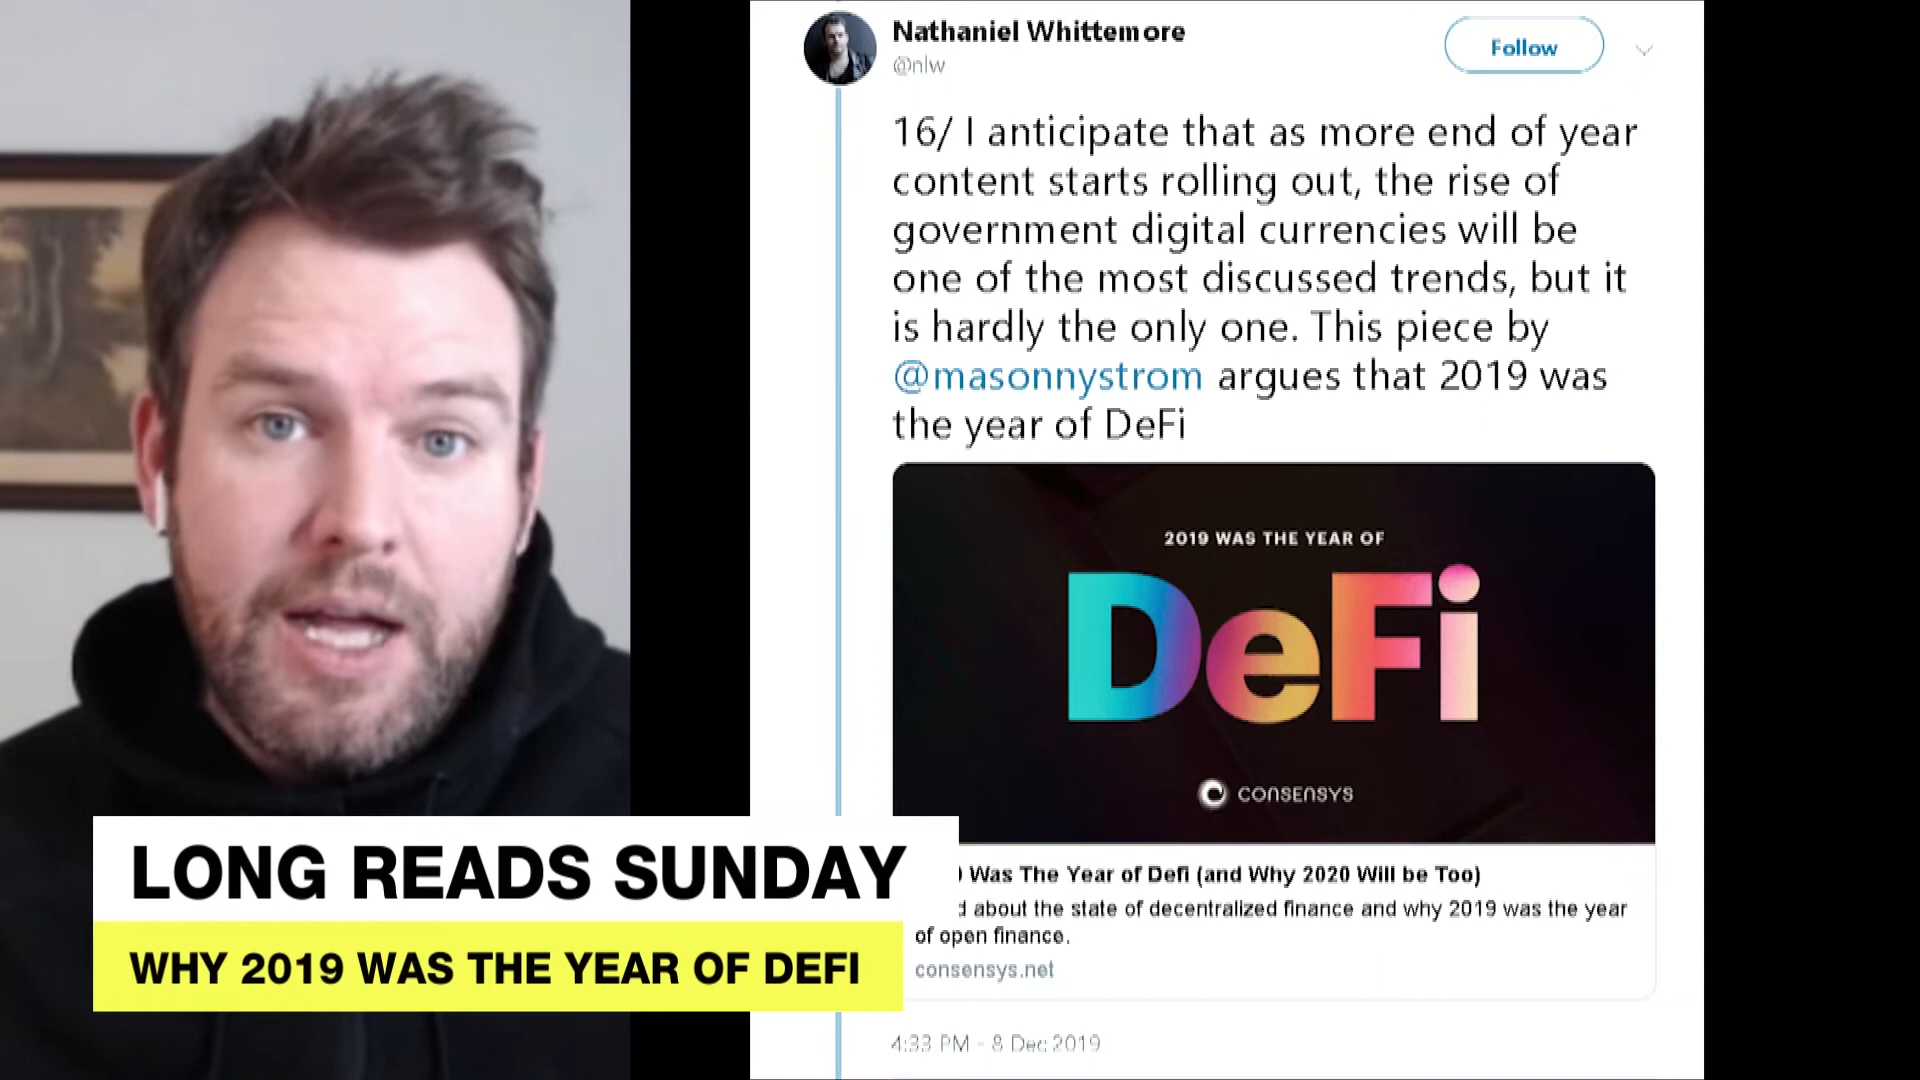 Nathaniel Whittemore
@nlw
Follow
16/ I anticipate that as more end of year
content starts rolling out, the rise of
government digital currencies will be
one of the most discussed trends, but it
is hardly the only one. This piece by
@masonnystrom argues that 2019 was
the year of DeFi
2019 WAS THE YEAR OF
DeFi
CONSENSYS
Was The Year of Defi (and Why 2020 Will be Too)
about the state of decentralized finance and why 2019 was the year
of open finance.
consensys.net
4:33 PM - 8 Dec 2019
LONG READS SUNDAY
WHY 2019 WAS THE YEAR OF DEFI